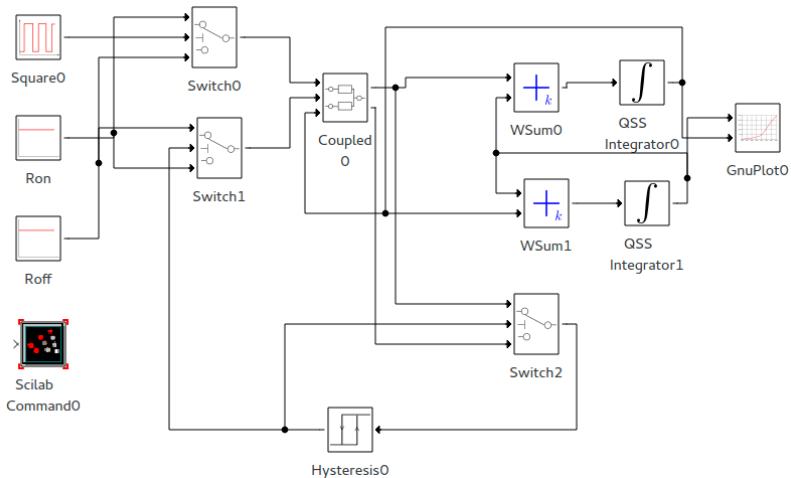 Square0
Switch0
Ron
Switch1
Roff
Scilab
Command0
Coupled
0
k
WSum0
QSS
Integrator0
GnuPlot0
k
WSum1
QSS
Integrator1
Switch2
Hysteresis0